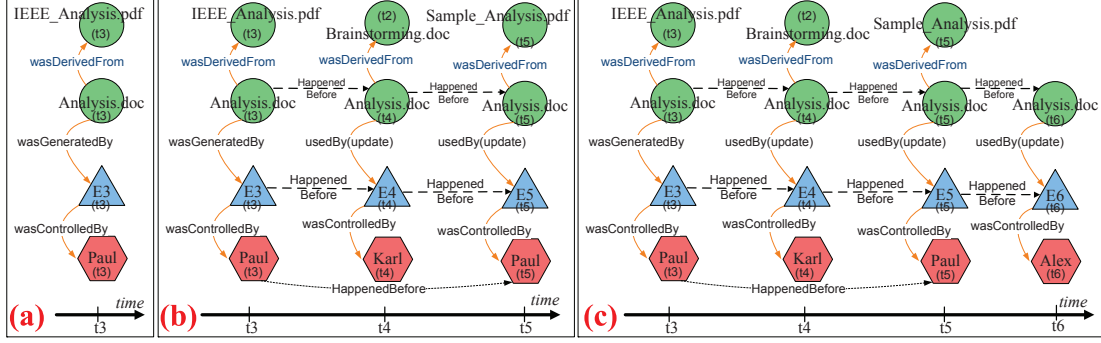 IEEE_Analysis.pdf
(t3)
wasDerivedFrom
Analysis.doc
(t3)
wasGeneratedBy
E3
(t3)
wasControlledBy
Paul
(t3)
time
(a)
t3
IEEE_Analysis.pdf
(t3)
(t2)
Brainstorming.doc
Sample_Analysis.pdf
(t5)
wasDerivedFrom
wasDerivedFrom
wasDerivedFrom
Happened
Before
Happened
Before
Analysis.doc
(t3)
Analysis.doc
(t4)
Analysis.doc
(t5)
wasGeneratedBy
usedBy(update)
usedBy(update)
E3
(t3)
Happened
Before
E4
(t4)
Happened
Before
E5
(t5)
wasControlledBy
wasControlledBy
wasControlledBy
Paul
(t3)
Karl
(t4)
Paul
(t5)
HappenedBefore
time
(b)
t3
t4
t5
IEEE_Analysis.pdf
(t3)
(t2)
Brainstorming.doc
Sample_Analysis.pdf
(t5)
wasDerivedFrom
wasDerivedFrom
wasDerivedFrom
Happened
Before
Happened
Before
Happened
Before
Analysis.doc
(t3)
Analysis.doc
(t4)
Analysis.doc
(t5)
Analysis.doc
(t6)
wasGeneratedBy
usedBy(update)
usedBy(update)
usedBy(update)
E3
(t3)
Happened
Before
E4
(t4)
Happened
Before
E5
(t5)
Happened
Before
E6
(t6)
wasControlledBy
wasControlledBy
wasControlledBy
wasControlledBy
Paul
(t3)
Karl
(t4)
Paul
(t5)
Alex
(t6)
HappenedBefore
time
(c)
t3
t4
t5
t6